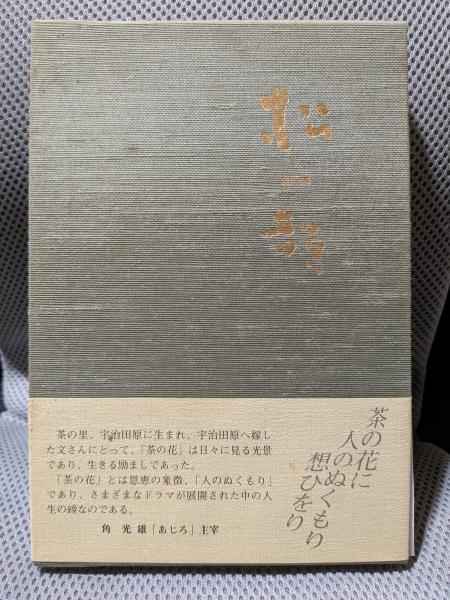 茶の花に
人のぬくもり
想ひをり
茶の里、宇治田原に生まれ、宇治田原へ嫁し
た文さんにとって、「茶の花」は日々に見る光景
であり、生きる励ましであった。
「茶の花」とは恩恵の象徴、「人のぬくもり」
であり、さまざまなドラマが展開された中の人
生の綾なのである。
角 光雄「あじろ」主宰